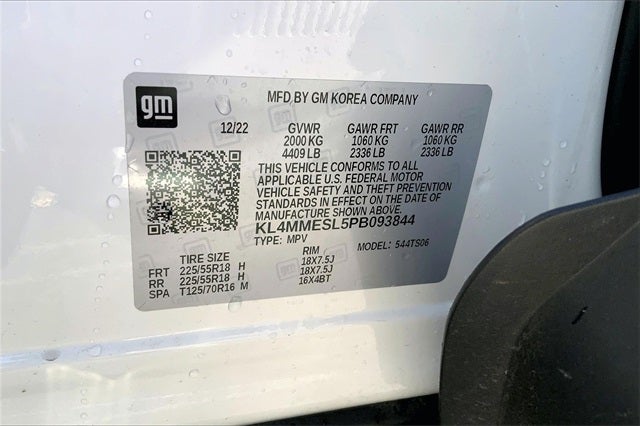 gm
MFD BY GM KOREA COMPANY
12/22 GVWR GAWR FRT GAWR RR
2000 KG 1060 KG 1060 KG
4409 LB 2336 LB 2336 LB
THIS VEHICLE CONFORMS TO ALL
APPLICABLE U.S. FEDERAL MOTOR
VEHICLE SAFETY AND THEFT PREVENTION
STANDARDS IN EFFECT ON THE DATE OF
MANUFACTURE SHOWN ABOVE.
KL4MMESL5PB093844
TYPE: MPV MODEL: 544TS06
TIRE SIZE RIM
FRT 225/55R18 H 18X7.5J
RR 225/55R18 H 18X7.5J
SPA T125/70R16 M 16X4BT